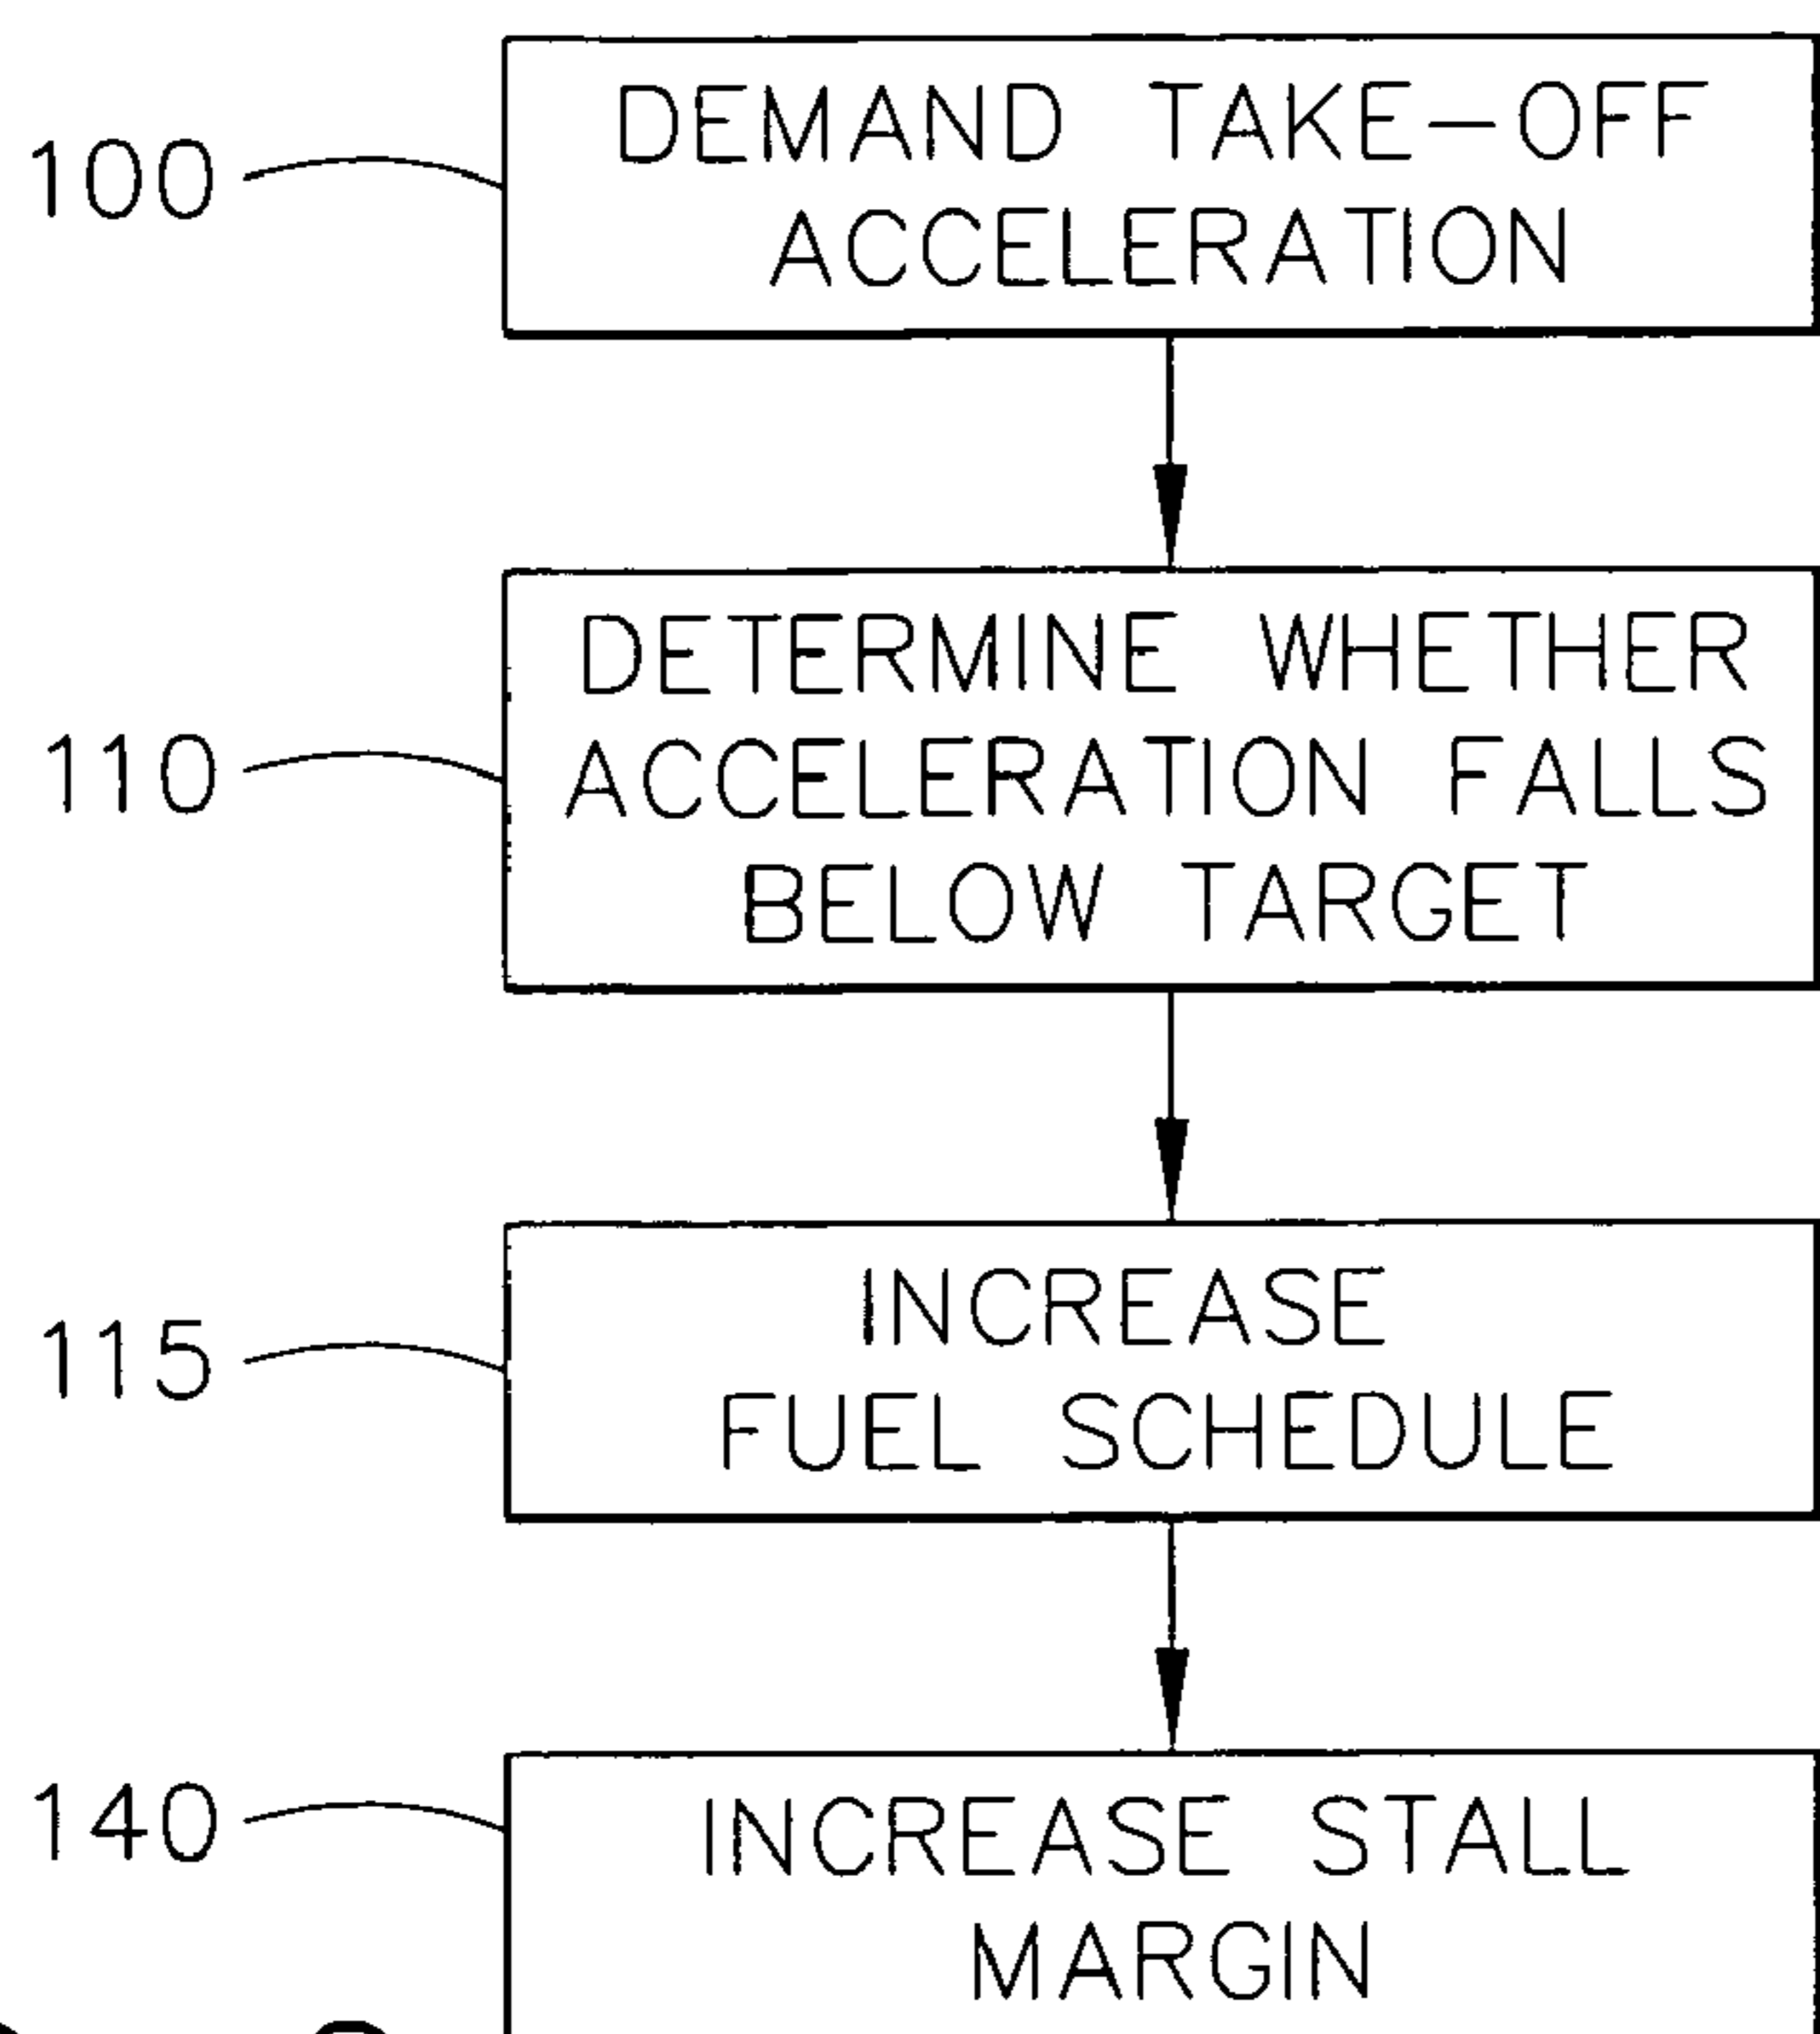 100
DEMAND TAKE-OFF
ACCELERATION
110
DETERMINE WHETHER
ACCELERATION FALLS
BELOW TARGET
115
INCREASE
FUEL SCHEDULE
140
INCREASE STALL
MARGIN